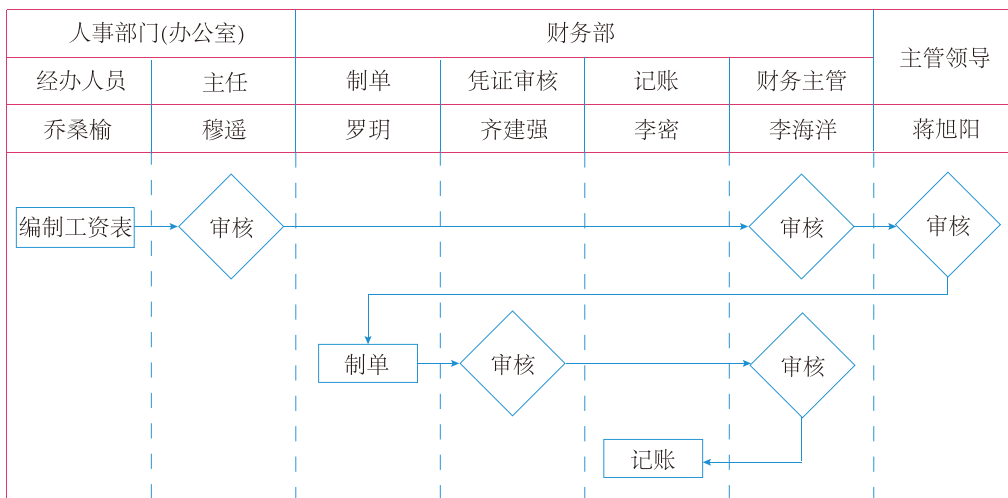 人事部门(办公室)
财务部
主管领导
经办人员
主任
制单
凭证审核
记账
财务主管
乔桑榆
穆遥
罗玥
齐建强
李密
李海洋
蒋旭阳
编制工资表
审核
审核
审核
制单
审核
审核
记账